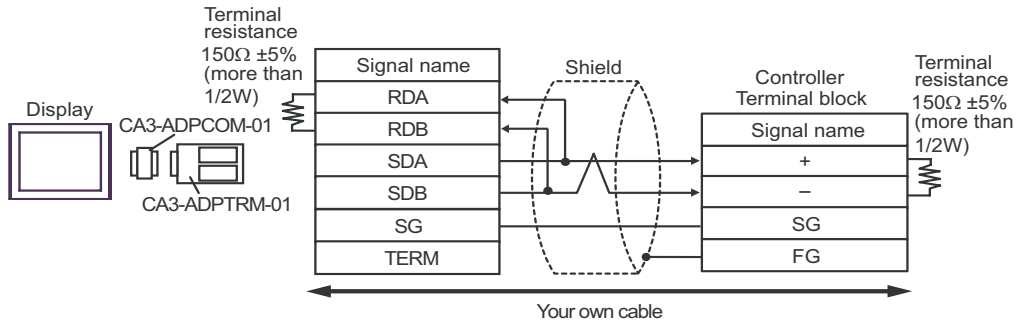 Terminal
resistance
150Ω ±5%
(more than
1/2W)
Display
CA3-ADPCOM-01
CA3-ADPTRM-01
Signal name
RDA
RDB
SDA
SDB
SG
TERM
Shield
Controller
Terminal block
Signal name
+
–
SG
FG
Terminal
resistance
150Ω ±5%
(more than
1/2W)
Your own cable